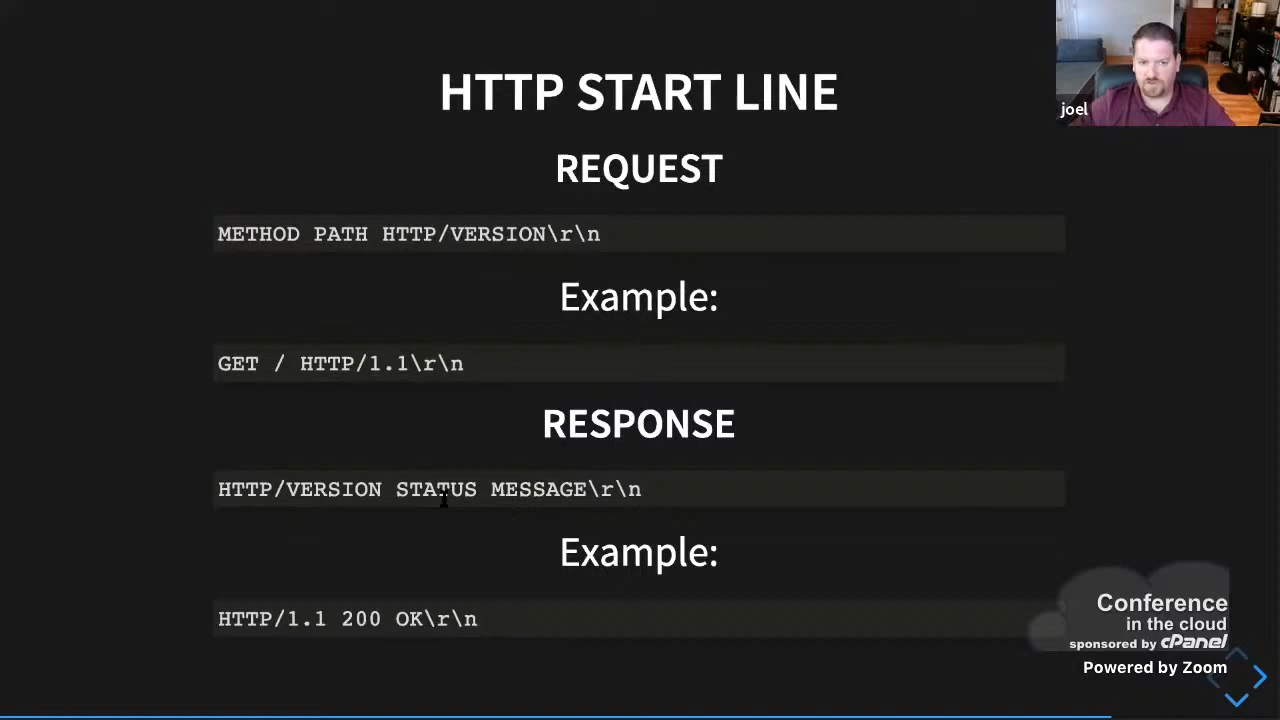 HTTP START LINE
joel
REQUEST
METHOD PATH HTTP/VERSION\r\n
Example:
GET / HTTP/1.1\r\n
RESPONSE
HTTP/VERSION STATUS MESSAGE\r\n
Example:
HTTP/1.1 200 OK\r\n
Conference
in the cloud
sponsored by cPanel
Powered by Zoom